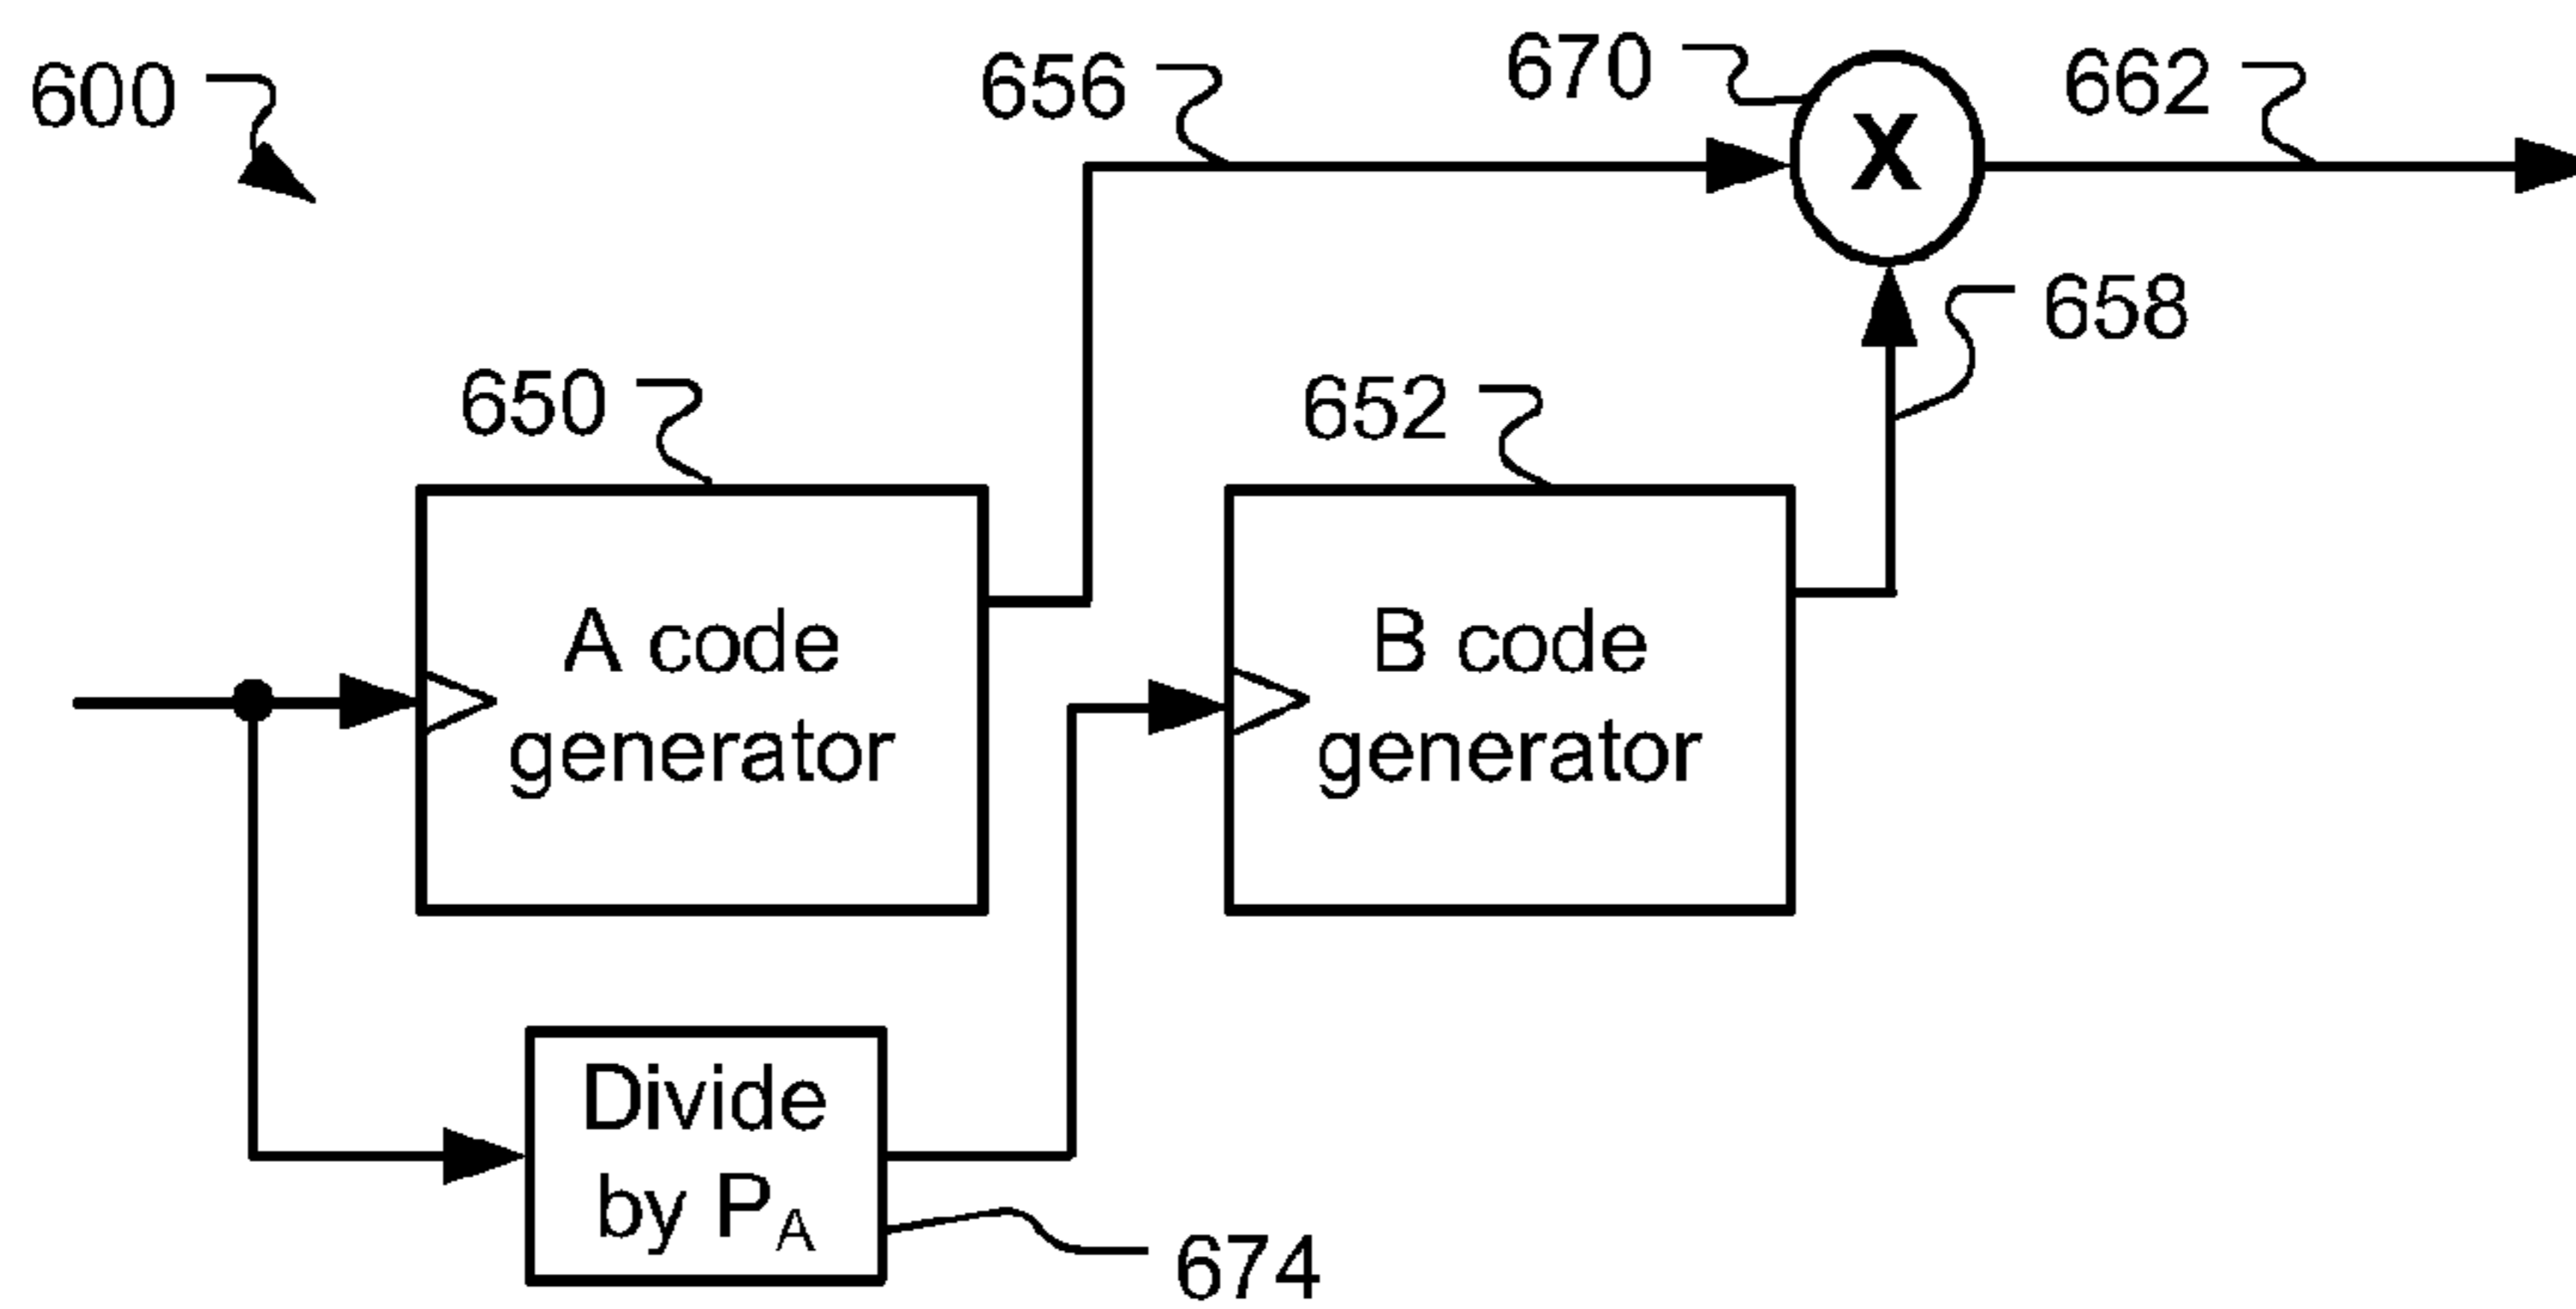 600
656
670
X
662
658
650
652
A code
generator
B code
generator
Divide
by PA
674